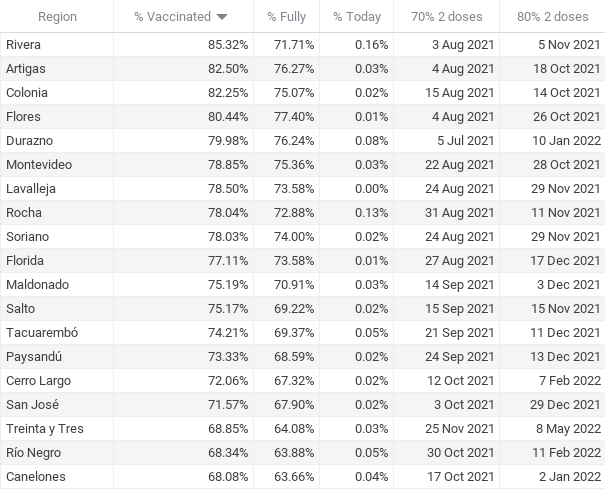 Region % Vaccinated % Fully % Today 70% 2 doses 80% 2 doses
Rivera 85.32% 71.71% 0.16% 3 Aug 2021 5 Nov 2021
Artigas 82.50% 76.27% 0.03% 4 Aug 2021 18 Oct 2021
Colonia 82.25% 75.07% 0.02% 15 Aug 2021 14 Oct 2021
Flores 80.44% 77.40% 0.01% 4 Aug 2021 26 Oct 2021
Durazno 79.98% 76.24% 0.08% 5 Jul 2021 10 Jan 2022
Montevideo 78.85% 75.36% 0.03% 22 Aug 2021 28 Oct 2021
Lavalleja 78.50% 73.58% 0.00% 24 Aug 2021 29 Nov 2021
Rocha 78.04% 72.88% 0.13% 31 Aug 2021 11 Nov 2021
Soriano 78.03% 74.00% 0.02% 24 Aug 2021 29 Nov 2021
Florida 77.11% 73.58% 0.01% 27 Aug 2021 17 Dec 2021
Maldonado 75.19% 70.91% 0.03% 14 Sep 2021 3 Dec 2021
Salto 75.17% 69.22% 0.02% 15 Sep 2021 15 Nov 2021
Tacuarembó 74.21% 69.37% 0.05% 21 Sep 2021 11 Dec 2021
Paysandú 73.33% 68.59% 0.02% 24 Sep 2021 13 Dec 2021
Cerro Largo 72.06% 67.32% 0.02% 12 Oct 2021 7 Feb 2022
San José 71.57% 67.90% 0.02% 3 Oct 2021 29 Dec 2021
Treinta y Tres 68.85% 64.08% 0.03% 25 Nov 2021 8 May 2022
Río Negro 68.34% 63.88% 0.05% 30 Oct 2021 11 Feb 2022
Canelones 68.08% 63.66% 0.04% 17 Oct 2021 2 Jan 2022